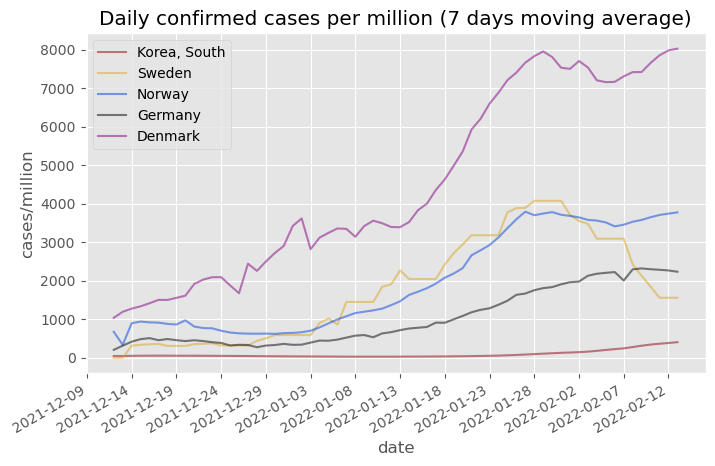 Daily confirmed cases per million (7 days moving average)
8000
7000
6000
5000
4000
3000
2000
1000
0
cases/million
Korea, South
Sweden
Norway
Germany
Denmark
2021-12-09
2021-12-14
2021-12-19
2021-12-24
2021-12-29
2022-01-03
2022-01-08
2022-01-13
2022-01-18
2022-01-23
2022-01-28
2022-02-02
2022-02-07
2022-02-12
date